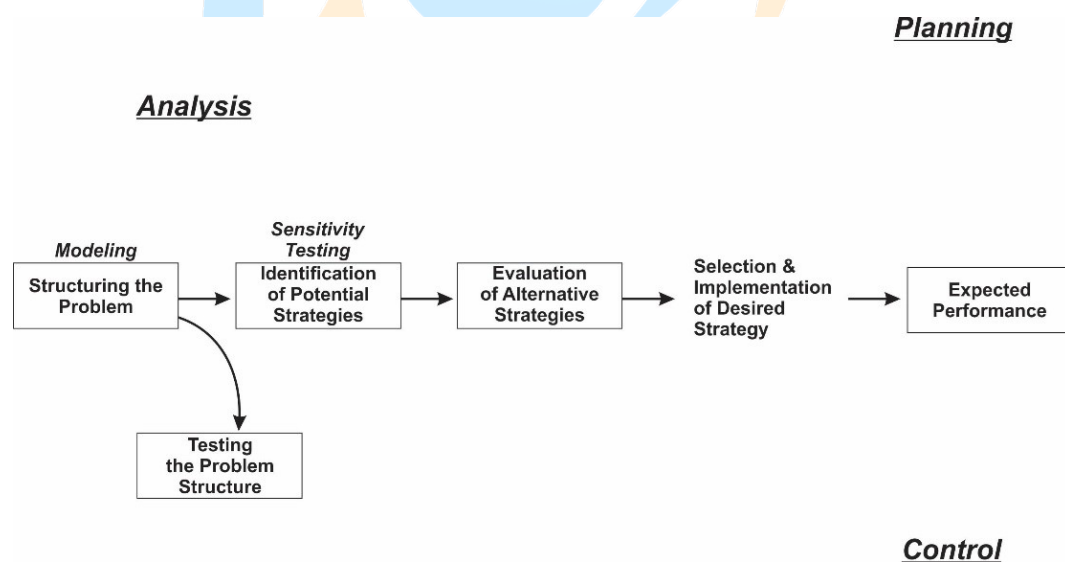 Planning
Analysis
Modeling
Structuring the
Problem
Sensitivity
Testing
Identification
of Potential
Strategies
Evaluation
of Alternative
Strategies
Selection &
Implementation
of Desired
Strategy
Expected
Performance
Testing
the Problem
Structure
Control